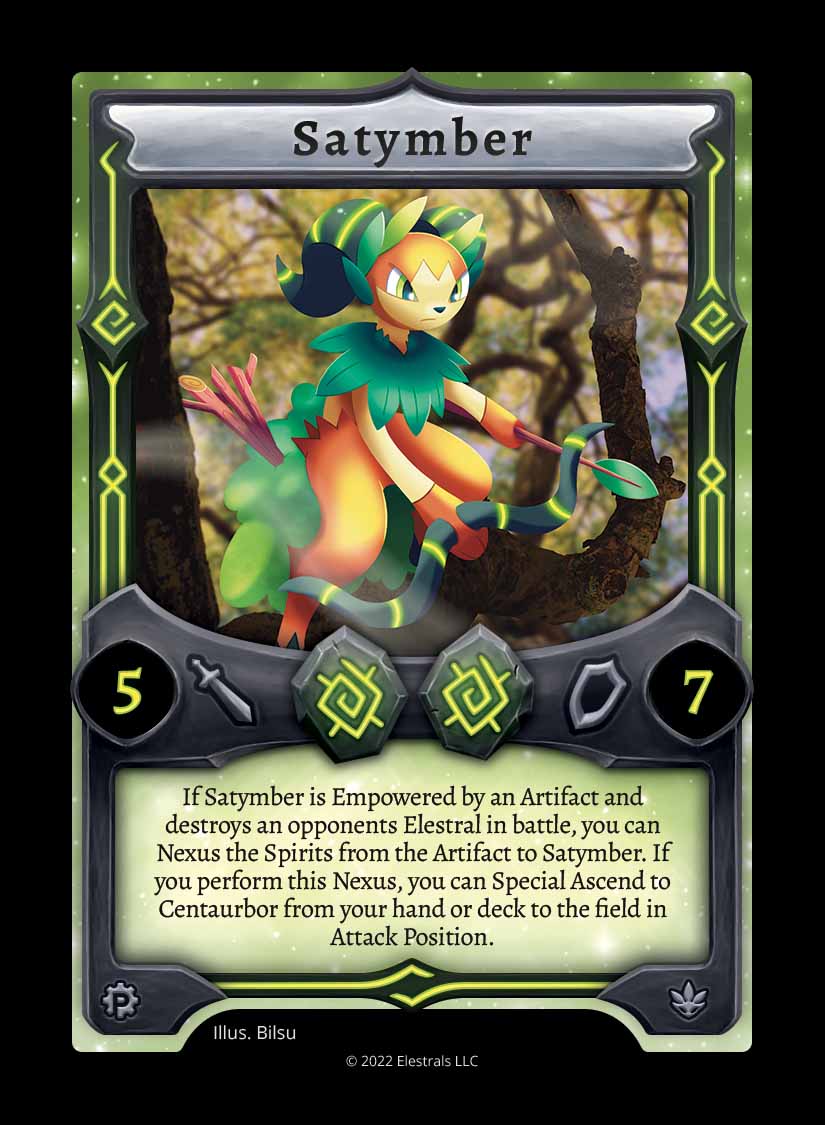 Satymber
5
7
If Satymber is Empowered by an Artifact and
destroys an opponents Elestral in battle, you can
Nexus the Spirits from the Artifact to Satymber. If
you perform this Nexus, you can Special Ascend to
Centaurbor from your hand or deck to the field in
Attack Position.
P
Illus. Bilsu
© 2022 Elestrals LLC